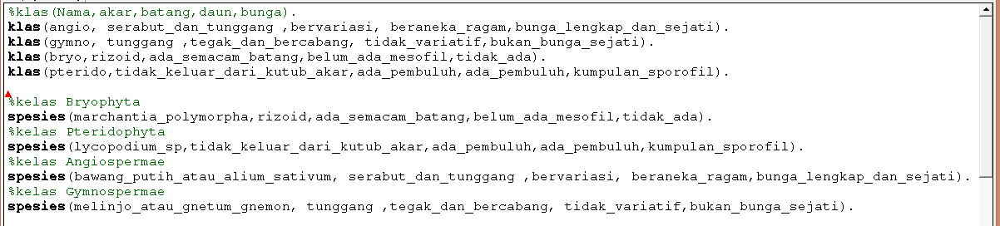 %klas(Nama,akar,batang,daun,bunga).
klas(angio, serabut_dan_tunggang ,bervariasi, beraneka_ragam,bunga_lengkap_dan_sejati).
klas(gymno, tunggang ,tegak_dan_bercabang, tidak_variatif,bukan_bunga_sejati).
klas(bryo,rizoid,ada_semacam_batang,belum_ada_mesofil,tidak_ada).
klas(pterido,tidak_keluar_dari_kutub_akar,ada_pembuluh,ada_pembuluh,kumpulan_sporofil).
%kelas Bryophyta
spesies(marchantia_polymorpha,rizoid,ada_semacam_batang,belum_ada_mesofil,tidak_ada).
%kelas Pteridophyta
spesies(lycopodium_sp,tidak_keluar_dari_kutub_akar,ada_pembuluh,ada_pembuluh,kumpulan_sporofil).
%kelas Angiospermae
spesies(bawang_putih_atau_alium_sativum, serabut_dan_tunggang ,bervariasi, beraneka_ragam,bunga_lengkap_dan_sejati).
%kelas Gymnospermae
spesies(melinjo_atau_gnetum_gnemon, tunggang ,tegak_dan_bercabang, tidak_variatif,bukan_bunga_sejati).